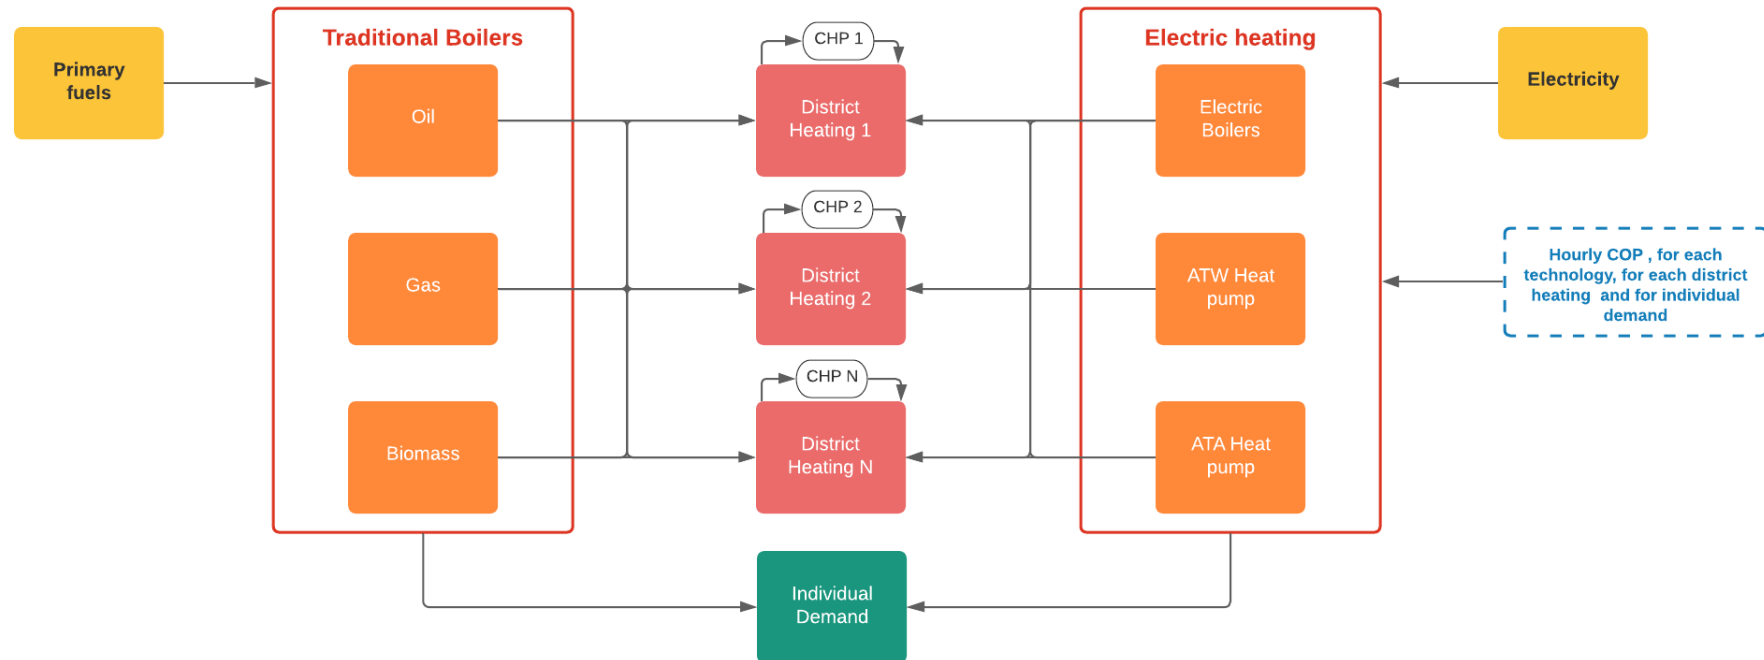 Primary
fuels
Traditional Boilers
Oil
Gas
Biomass
CHP 1
District
Heating 1
CHP 2
District
Heating 2
CHP N
District
Heating N
Individual
Demand
Electric heating
Electric
Boilers
ATW Heat
pump
ATA Heat
pump
Electricity
Hourly COP , for each
technology, for each district
heating and for individual
demand